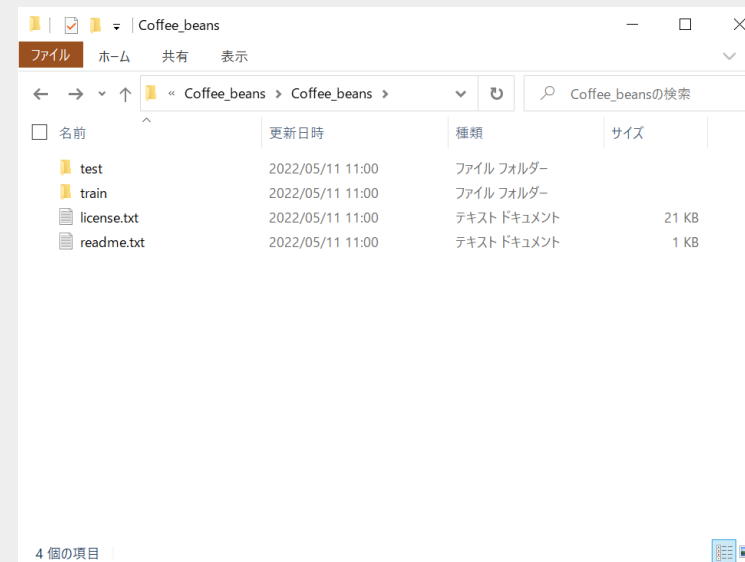 Coffee_beans
ファイル ホーム 共有 表示
« Coffee_beans > Coffee_beans > Coffee_beansの検索
名前 更新日時 種類 サイズ
test 2022/05/11 11:00 ファイル フォルダー
train 2022/05/11 11:00 ファイル フォルダー
license.txt 2022/05/11 11:00 テキスト ドキュメント 21 KB
readme.txt 2022/05/11 11:00 テキスト ドキュメント 1 KB
4 個の項目